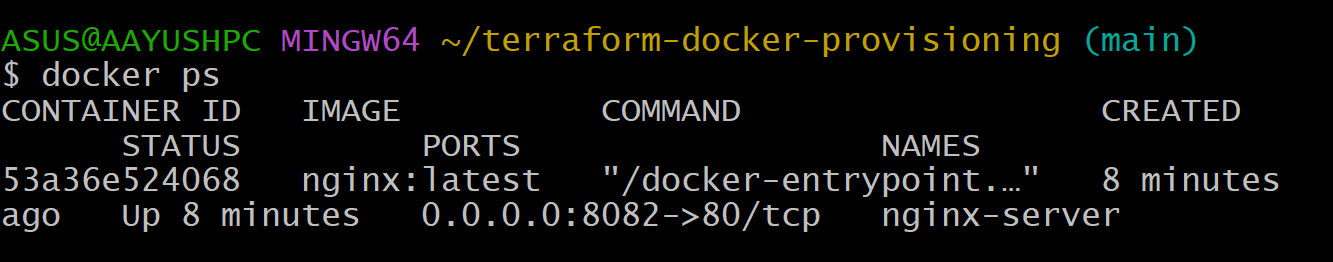 ASUS@AAYUSHPC MINGW64 ~/terraform-docker-provisioning (main)
$ docker ps
CONTAINER ID   IMAGE          COMMAND                  CREATED
      STATUS         PORTS                  NAMES
53a36e524068   nginx:latest   "/docker-entrypoint.…"   8 minutes
ago   Up 8 minutes   0.0.0.0:8082->80/tcp   nginx-server